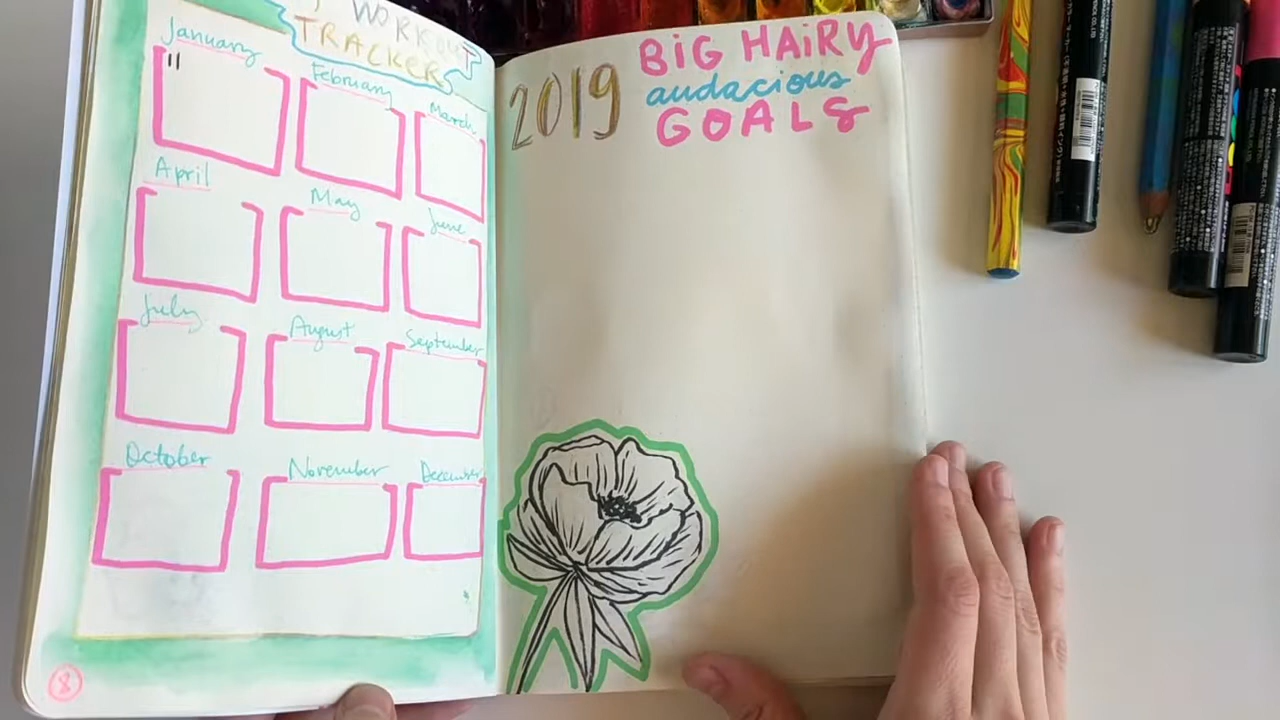 WORKOUT
TRACKER
January
February
March
April
May
June
July
August
September
October
November
December
8
2019
BiG HAiRY
audacious
GOALS